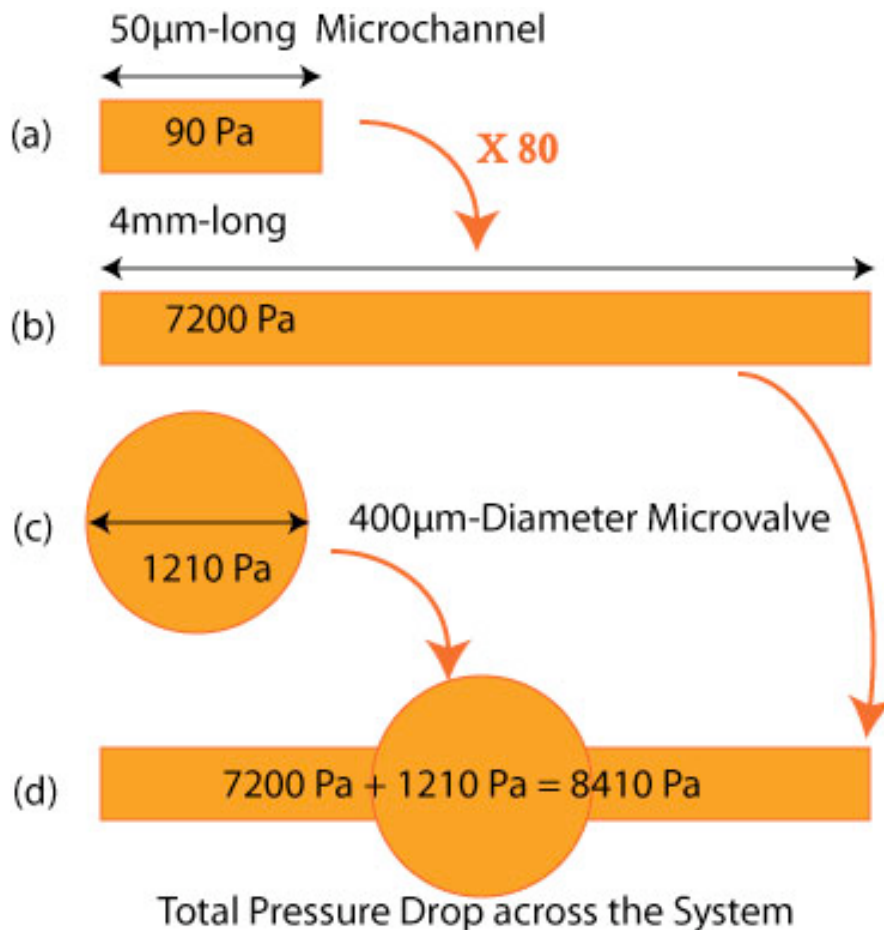 50μm-long Microchannel
(a)
90 Pa
X 80
4mm-long
(b)
7200 Pa
(c)
400μm-Diameter Microvalve
1210 Pa
(d)
7200 Pa + 1210 Pa = 8410 Pa
Total Pressure Drop across the System